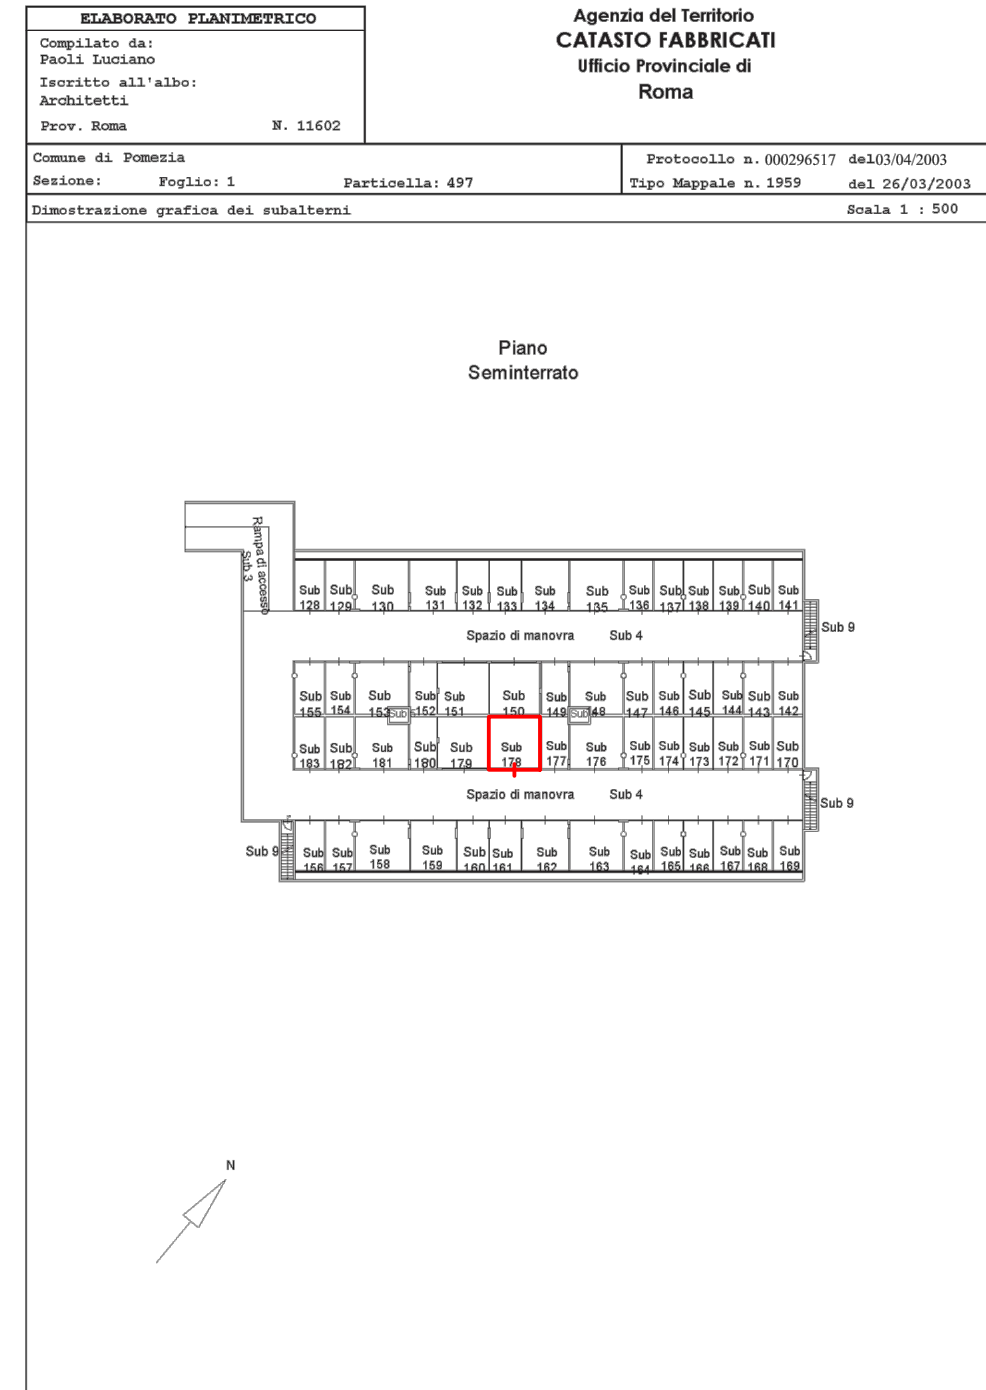 ELABORATO PLANIMETRICO
Compilato da:
Paoli Luciano
Iscritto all'albo:
Architetti
Prov. Roma N. 11602
Agenzia del Territorio
CATASTO FABBRICATI
Ufficio Provinciale di
Roma
Comune di Pomezia
Sezione: Foglio: 1 Particella: 497
Protocollo n. 000296517 del03/04/2003
Tipo Mappale n. 1959 del 26/03/2003
Dimostrazione grafica dei subalterni Scala 1 : 500
Piano
Seminterrato
Rampa di accesso
Sub 3
Sub Sub Sub Sub Sub Sub Sub Sub Sub Sub Sub Sub Sub Sub
128 129 130 131 132 133 134 135 136 137 138 139 140 141
Spazio di manovra Sub 4 Sub 9
Sub Sub Sub Sub Sub Sub Sub Sub Sub Sub Sub Sub Sub Sub
155 154 153 152 151 150 149 148 147 146 145 144 143 142
Sub Sub
Sub Sub Sub Sub Sub Sub Sub Sub Sub Sub Sub Sub Sub Sub
183 182 181 180 179 178 177 176 175 174 173 172 171 170
Spazio di manovra Sub 4 Sub 9
Sub 9
Sub Sub Sub Sub Sub Sub Sub Sub Sub Sub Sub Sub Sub Sub
156 157 158 159 160 161 162 163 164 165 166 167 168 169
N